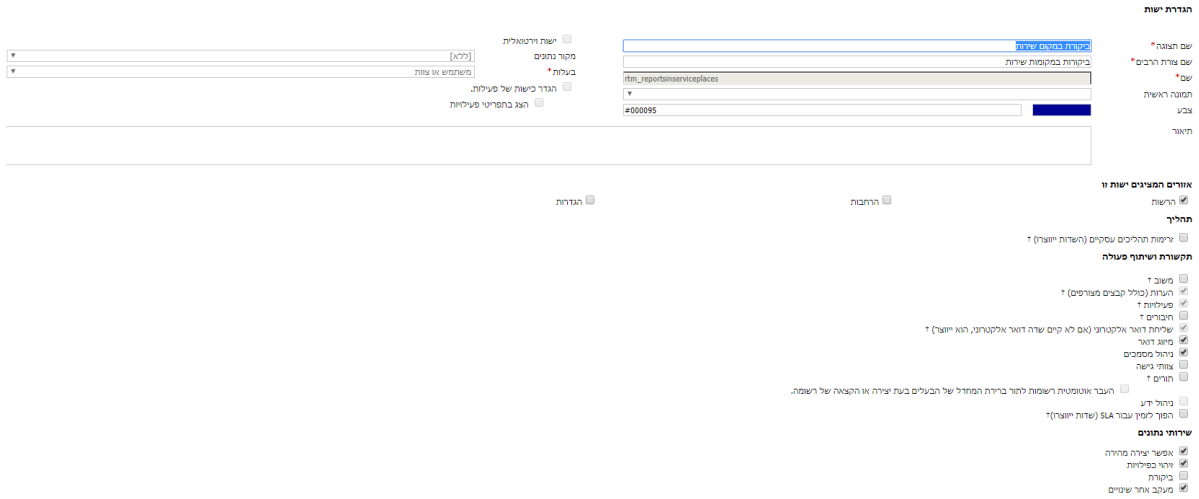 הגדרת ישות
שם תצוגה* ביקורת במקום שירות
שם צורת הרבים* ביקורות במקומות שירות
שם* rtm_reportsinserviceplaces
תמונה ראשית
צבע #000095
ישות וירטואלית
מקור נתונים [ללא]
בעלות* משתמש או צוות
הגדר כישות של פעילות.
הצג בתפריטי פעילויות
תיאור
אזורים המציגים ישות זו
הרשות הרחבות הגדרות
תהליך
זרימות תהליכים עסקיים (השדות ייווצרו) †
תקשורת ושיתוף פעולה
משוב †
הערות (כולל קבצים מצורפים) †
פעילויות †
חיבורים †
שליחת דואר אלקטרוני (אם לא קיים שדה דואר אלקטרוני, הוא ייווצר) †
מיזוג דואר
ניהול מסמכים
צוותי גישה
תורים †
העבר אוטומטית רשומות לתור ברירת המחדל של הבעלים בעת יצירה או הקצאה של רשומה.
ניהול ידע
הפוך לזמין עבור SLA (שדות ייווצרו)†
שירותי נתונים
אפשר יצירה מהירה
זיהוי כפילויות
ביקורת
מעקב אחר שינויים